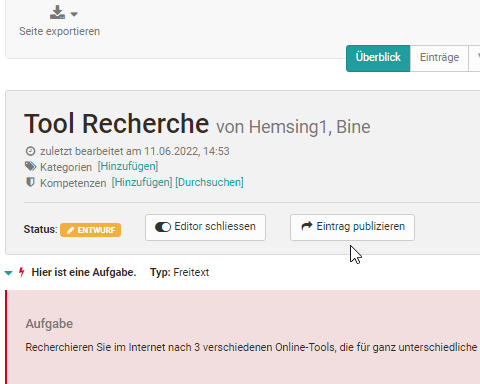 Seite exportieren
Überblick Einträge
Tool Recherche von Hemsing1, Bine
zuletzt bearbeitet am 11.06.2022, 14:53
Kategorien [Hinzufügen]
Kompetenzen [Hinzufügen] [Durchsuchen]
Status: ENTWURF Editor schliessen Eintrag publizieren
Hier ist eine Aufgabe. Typ: Freitext
Aufgabe
Recherchieren Sie im Internet nach 3 verschiedenen Online-Tools, die für ganz unterschiedliche